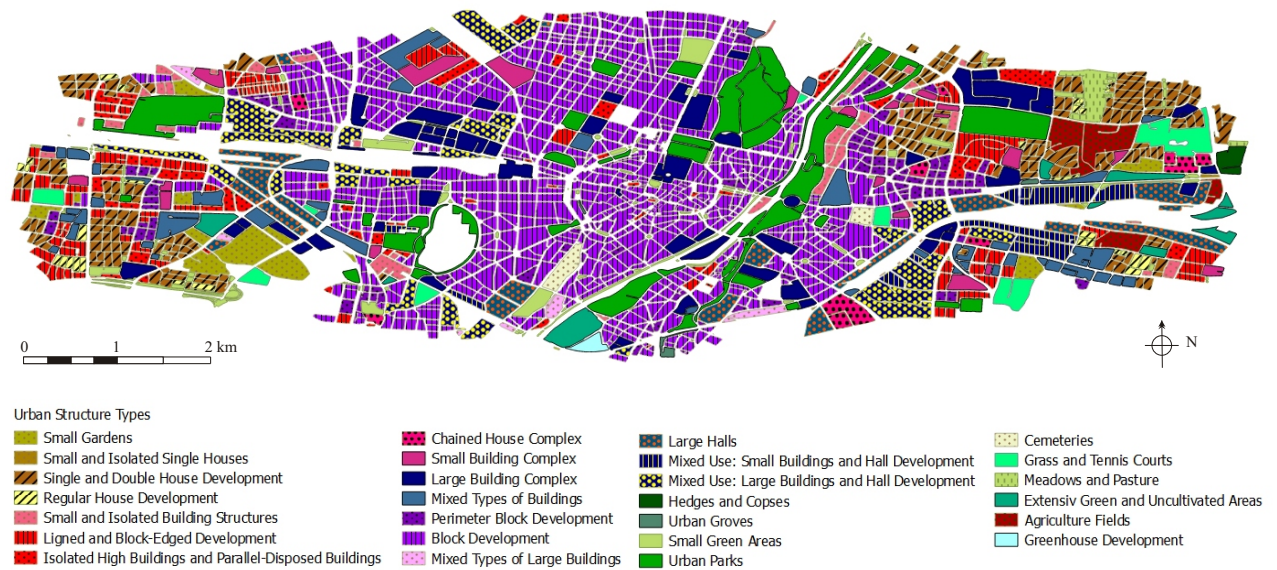 0 1 2 km
N
Urban Structure Types
Small Gardens
Small and Isolated Single Houses
Single and Double House Development
Regular House Development
Small and Isolated Building Structures
Ligned and Block-Edged Development
Isolated High Buildings and Parallel-Disposed Buildings
Chained House Complex
Small Building Complex
Large Building Complex
Mixed Types of Buildings
Perimeter Block Development
Block Development
Mixed Types of Large Buildings
Large Halls
Mixed Use: Small Buildings and Hall Development
Mixed Use: Large Buildings and Hall Development
Hedges and Copses
Urban Groves
Small Green Areas
Urban Parks
Cemeteries
Grass and Tennis Courts
Meadows and Pasture
Extensiv Green and Uncultivated Areas
Agriculture Fields
Greenhouse Development